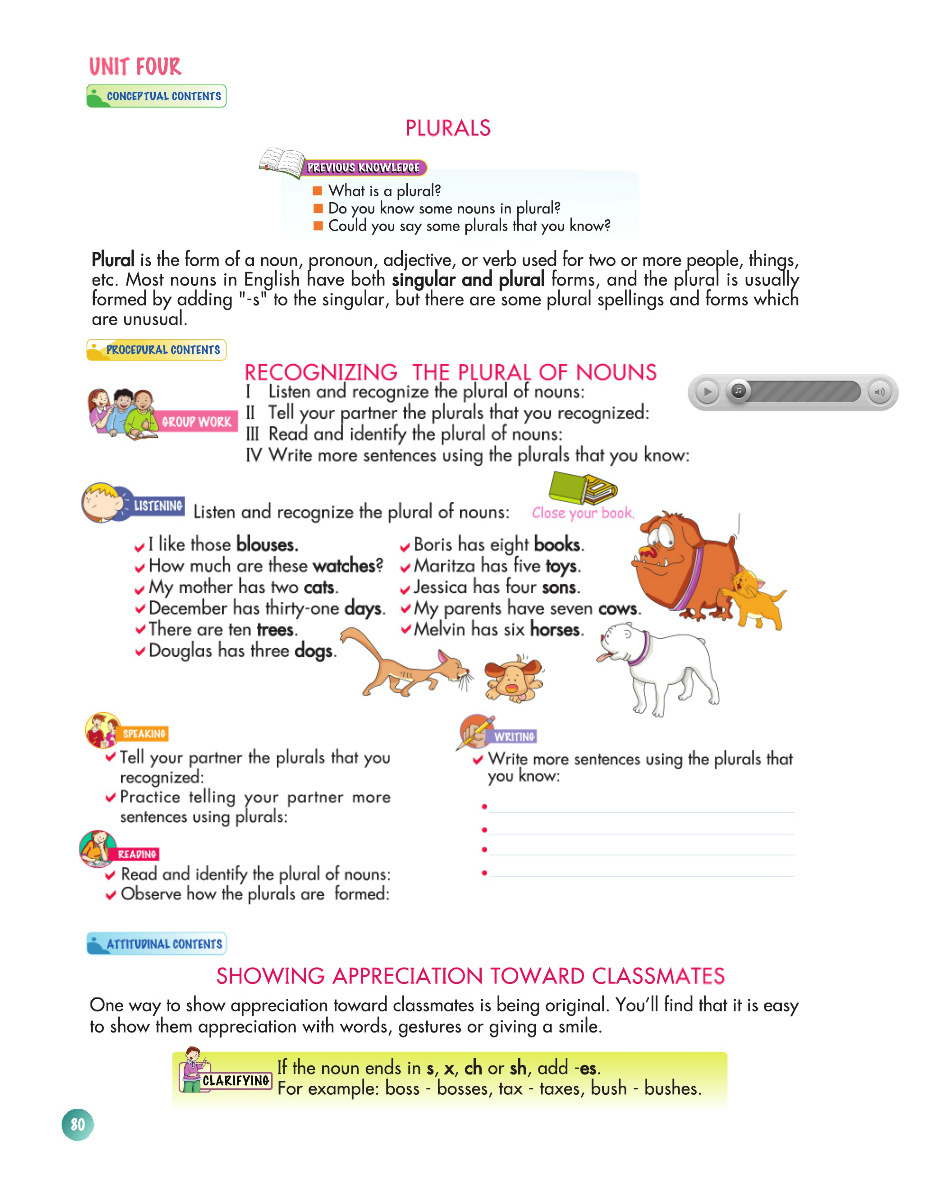 UNIT FOUR
CONCEPTUAL CONTENTS
PLURALS
PREVIOUS KNOWLEDGE
What is a plural?
Do you know some nouns in plural?
Could you say some plurals that you know?
Plural is the form of a noun, pronoun, adjective, or verb used for two or more people, things,
etc. Most nouns in English have both singular and plural forms, and the plural is usually
formed by adding "-s" to the singular, but there are some plural spellings and forms which
are unusual.
PROCEDURAL CONTENTS
RECOGNIZING THE PLURAL OF NOUNS
GROUP WORK
I Listen and recognize the plural of nouns:
II Tell your partner the plurals that you recognized:
III Read and identify the plural of nouns:
IV Write more sentences using the plurals that you know:
LISTENING
Listen and recognize the plural of nouns:
Close your book.
I like those blouses.
How much are these watches?
My mother has two cats.
December has thirty-one days.
There are ten trees.
Douglas has three dogs.
Boris has eight books.
Maritza has five toys.
Jessica has four sons.
My parents have seven cows.
Melvin has six horses.
SPEAKING
Tell your partner the plurals that you
recognized:
Practice telling your partner more
sentences using plurals:
READING
Read and identify the plural of nouns:
Observe how the plurals are formed:
WRITING
Write more sentences using the plurals that
you know:
ATTITUDINAL CONTENTS
SHOWING APPRECIATION TOWARD CLASSMATES
One way to show appreciation toward classmates is being original. You'll find that it is easy
to show them appreciation with words, gestures or giving a smile.
CLARIFYING
If the noun ends in s, x, ch or sh, add -es.
For example: boss - bosses, tax - taxes, bush - bushes.
80